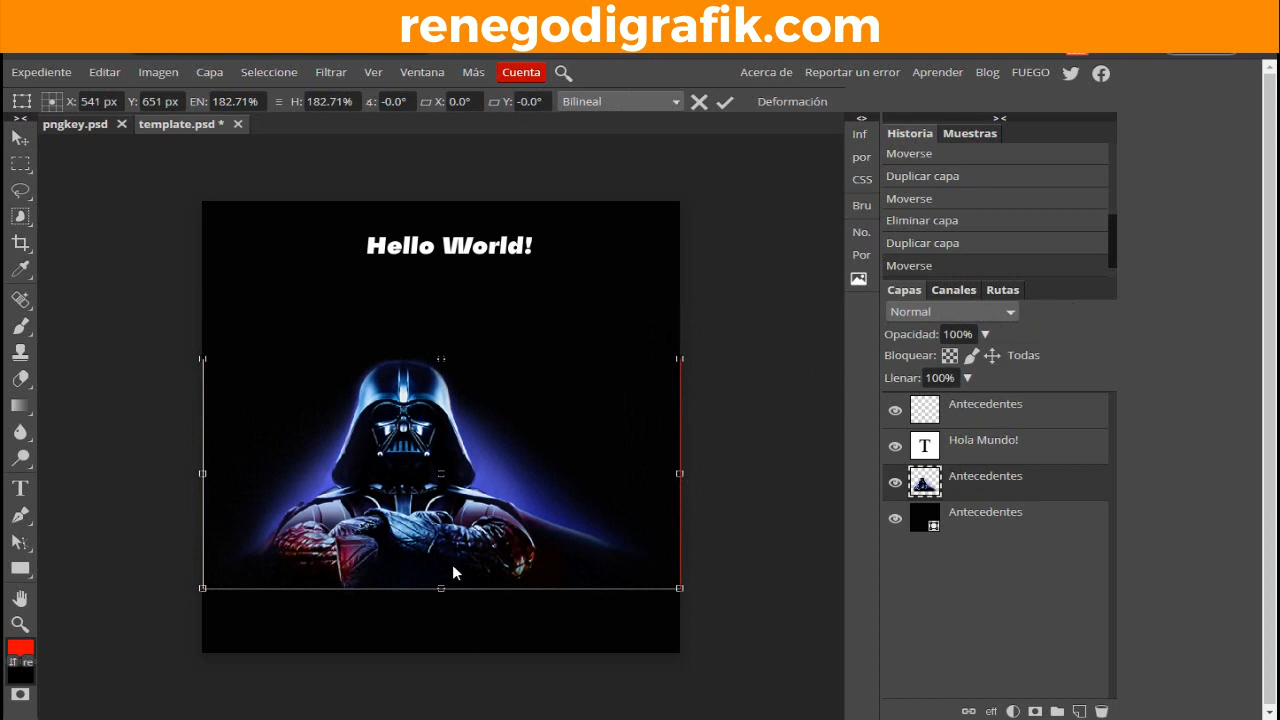 renegodigrafik.com
Expediente Editar Imagen Capa Seleccione Filtrar Ver Ventana Más Cuenta Acerca de Reportar un error Aprender Blog FUEGO
X: 541 px Y: 651 px EN: 182.71% H: 182.71% ∡: -0.0° X: 0.0° Y: -0.0° Bilineal Deformación
> < pngkey.psd template.psd * <> > <
Inf
por
CSS
Bru
No.
Por
Hello World!
Historia Muestras
Moverse
Duplicar capa
Moverse
Eliminar capa
Duplicar capa
Moverse
Capas Canales Rutas
Normal
Opacidad: 100%
Bloquear: Todas
Llenar: 100%
Antecedentes
T Hola Mundo!
Antecedentes
Antecedentes
re
eff